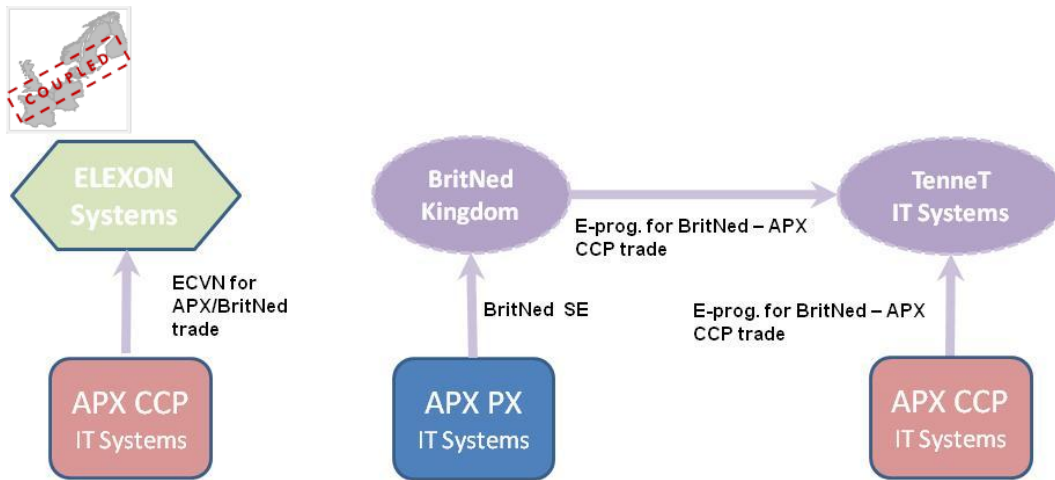 COUPLED
ELEXON
Systems
BritNed
Kingdom
TenneT
IT Systems
E-prog. for BritNed – APX
CCP trade
ECVN for
APX/BritNed
trade
BritNed SE
E-prog. for BritNed – APX
CCP trade
APX CCP
IT Systems
APX PX
IT Systems
APX CCP
IT Systems